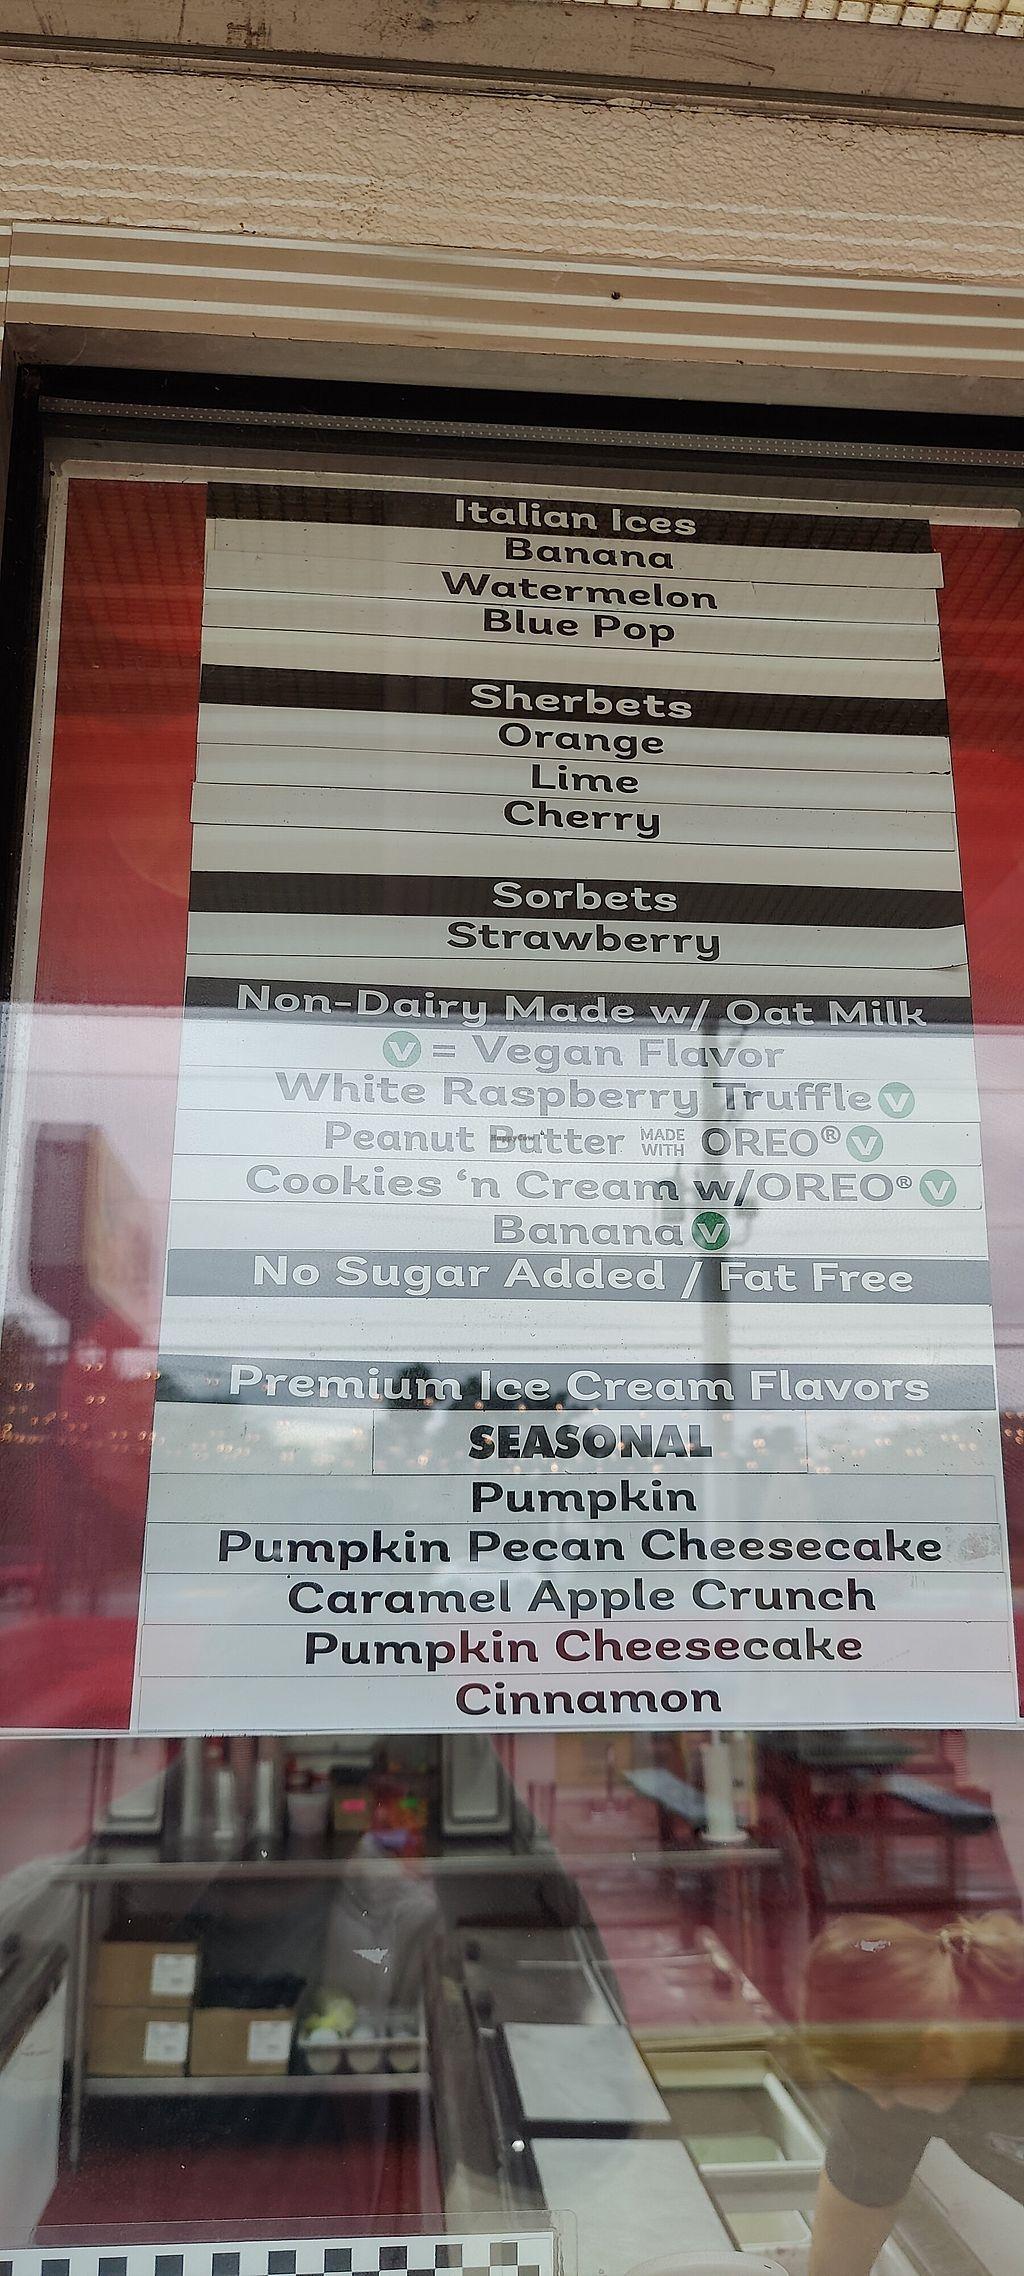 Italian Ices
Banana
Watermelon
Blue Pop
Sherbets
Orange
Lime
Cherry
Sorbets
Strawberry
Non-Dairy Made w/ Oat Milk
V = Vegan Flavor
White Raspberry Truffle V
Peanut Butter MADE WITH OREO® V
HappyCow
Cookies 'n Cream w/OREO® V
Banana V
No Sugar Added / Fat Free
Premium Ice Cream Flavors
SEASONAL
Pumpkin
Pumpkin Pecan Cheesecake
Caramel Apple Crunch
Pumpkin Cheesecake
Cinnamon